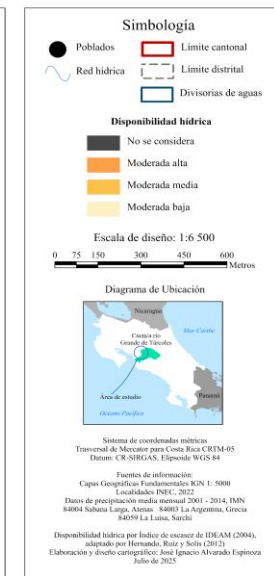 Simbología
Poblados
Límite cantonal
Red hídrica
Límite distrital
Divisorias de aguas
Disponibilidad hídrica
No se considera
Moderada alta
Moderada media
Moderada baja
Escala de diseño: 1:6 500
0 75 150 300 450 600
Metros
Diagrama de Ubicación
Nicaragua
Mar Caribe
Cuenca río
Grande de Tárcoles
Panamá
Área de estudio
Océano Pacífico
Sistema de coordenadas métricas
Trasversal de Mercator para Costa Rica CRTM-05
Datum: CR-SIRGAS, Elipsoide WGS 84
Fuentes de información:
Capas Geográficas Fundamentales IGN 1: 5000
Localidades INEC, 2022
Datos de precipitación media mensual 2001 - 2014, IMN
84004 Sabana Larga, Atenas 84003 La Argentina, Grecia
84059 La Luisa, Sarchí
Disponibilidad hídrica por Índice de escasez de IDEAM (2004),
adaptado por Hernando, Ruiz y Solís (2012)
Elaboración y diseño cartográfico: José Ignacio Alvarado Espinoza
Julio de 2025